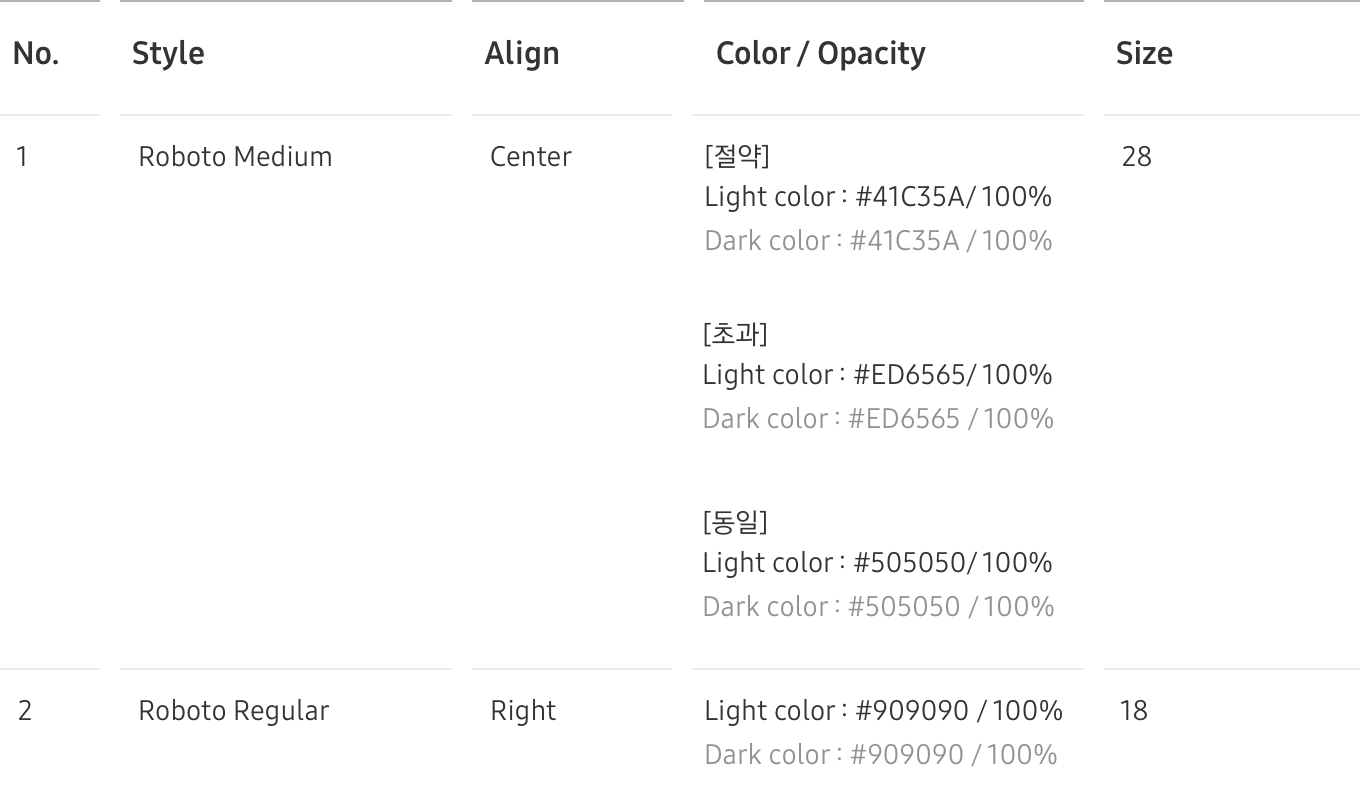 No. Style Align Color / Opacity Size
1 Roboto Medium Center [절약] 28
Light color : #41C35A/ 100%
Dark color : #41C35A / 100%
[초과]
Light color : #ED6565/ 100%
Dark color : #ED6565 / 100%
[동일]
Light color : #505050/ 100%
Dark color : #505050 / 100%
2 Roboto Regular Right Light color : #909090 / 100% 18
Dark color : #909090 / 100%